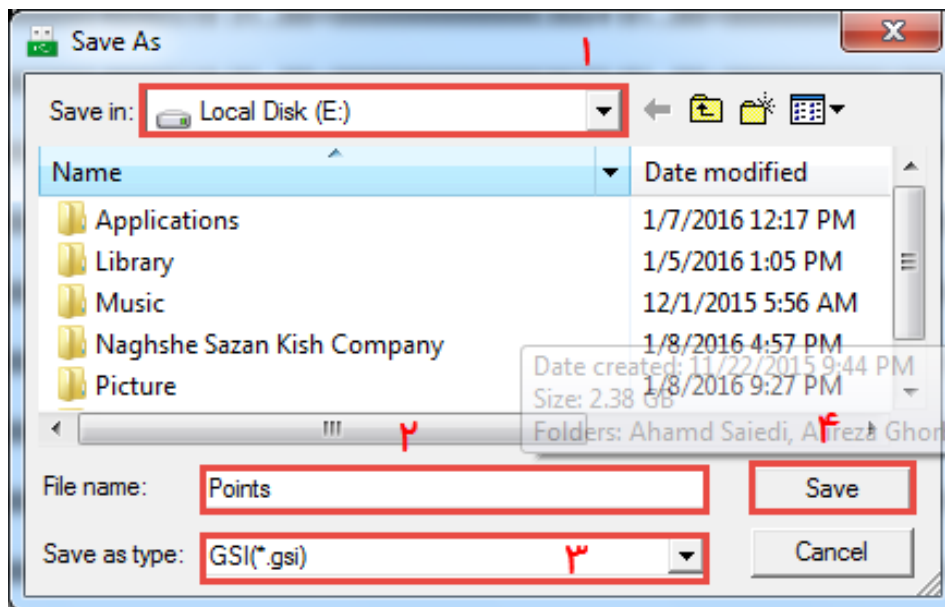 Save As
۱
Save in: Local Disk (E:)
Name Date modified
Applications 1/7/2016 12:17 PM
Library 1/5/2016 1:05 PM
Music 12/1/2015 5:56 AM
Naghshe Sazan Kish Company 1/8/2016 4:57 PM
Date created: 11/22/2015 9:44 PM
Picture 1/8/2016 9:27 PM
Size: 2.38 GB
Folders: Ahamd Saiedi, Alireza Ghor
۲ ۴
File name: Points Save
Save as type: GSI(*.gsi) ۳ Cancel